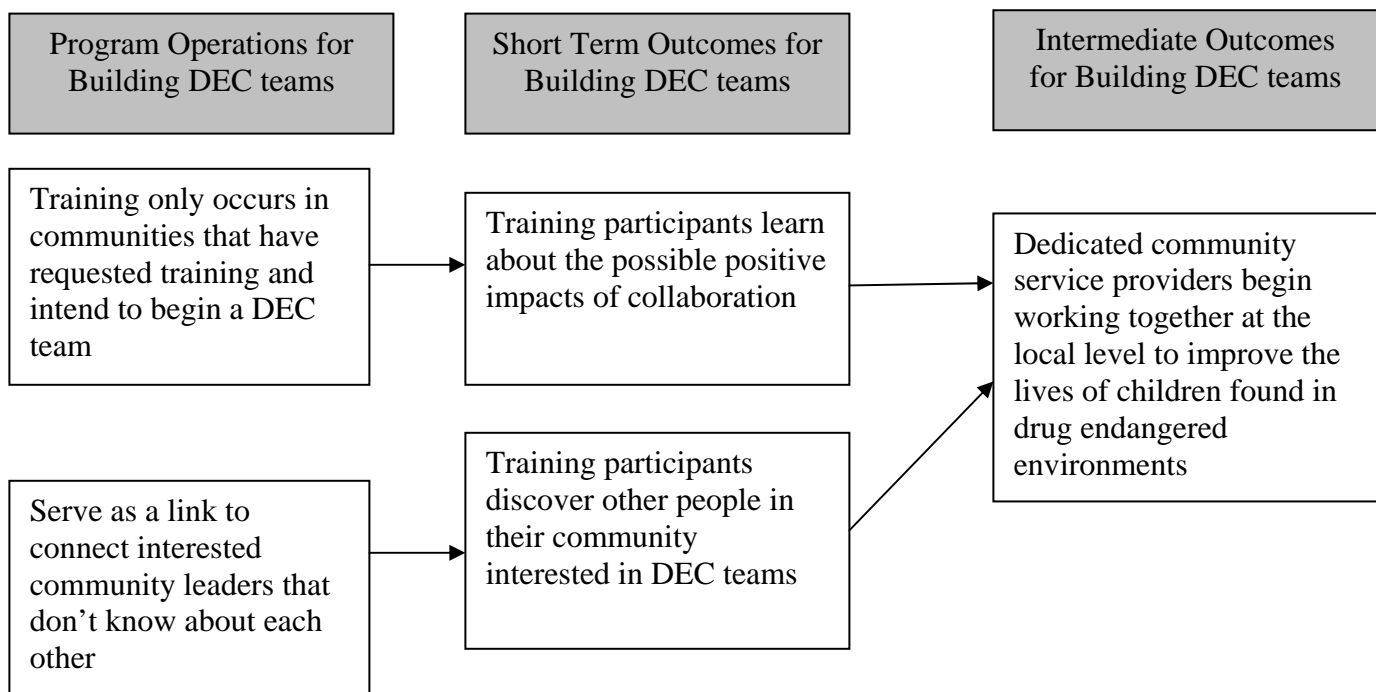 Program Operations for
Building DEC teams
Short Term Outcomes for
Building DEC teams
Intermediate Outcomes
for Building DEC teams
Training only occurs in
communities that have
requested training and
intend to begin a DEC
team
Training participants learn
about the possible positive
impacts of collaboration
Dedicated community
service providers begin
working together at the
local level to improve the
lives of children found in
drug endangered
environments
Serve as a link to
connect interested
community leaders that
don’t know about each
other
Training participants
discover other people in
their community
interested in DEC teams